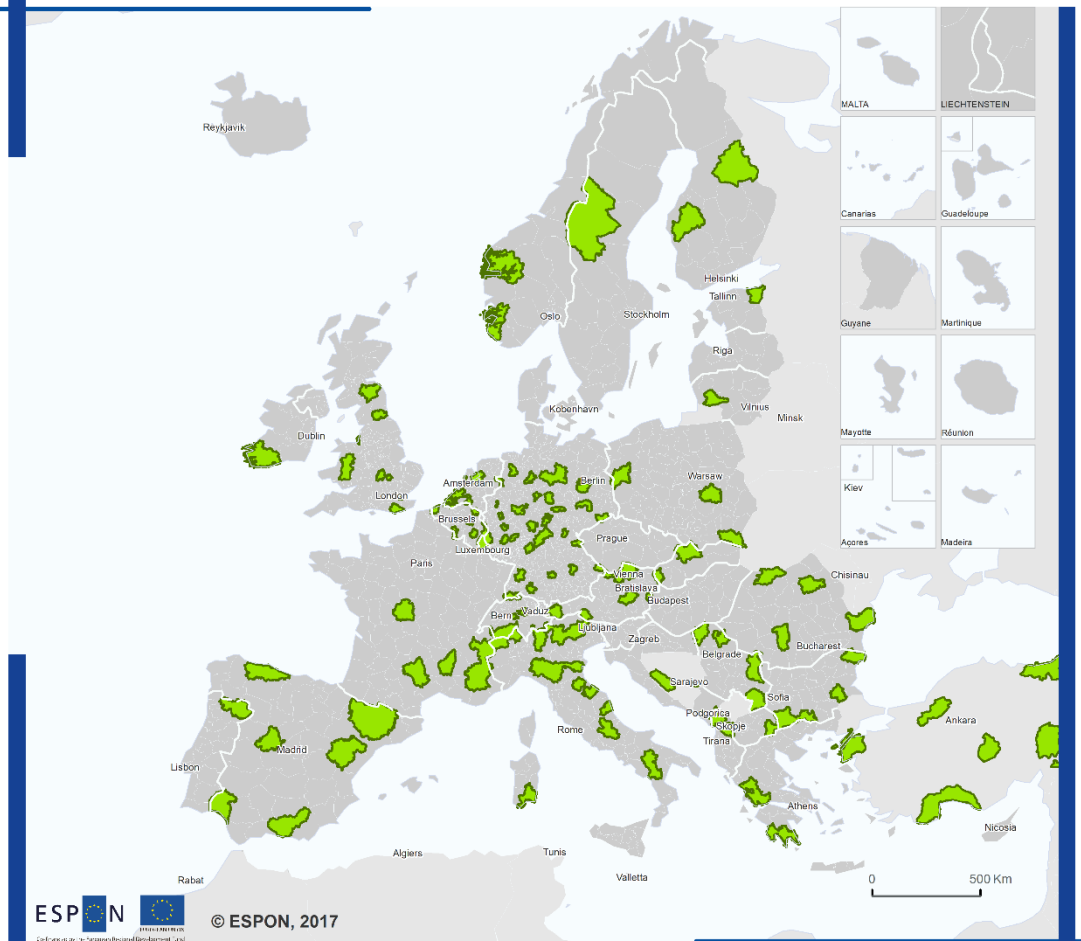 MALTA
LIECHTENSTEIN
Reykjavik
Canarias
Guadeloupe
Helsinki
Tallinn
Oslo
Stockholm
Guyane
Martinique
Riga
Kobenhavn
Vilnius
Minsk
Dublin
Mayotte
Réunion
Amsterdam
Berlin
Warsaw
London
Kiev
Brussels
Prague
Luxembourg
Açores
Madeira
Paris
Vienna
Chisinau
Bratislava
Budapest
Bern
Vaduz
Ljubljana
Zagreb
Bucharest
Belgrade
Sarajevo
Sofia
Podgorica
Skopje
Ankara
Rome
Tirana
Madrid
Lisbon
Athens
Nicosia
Algiers
Tunis
Valletta
Rabat
0 500 Km
ESPON
© ESPON, 2017